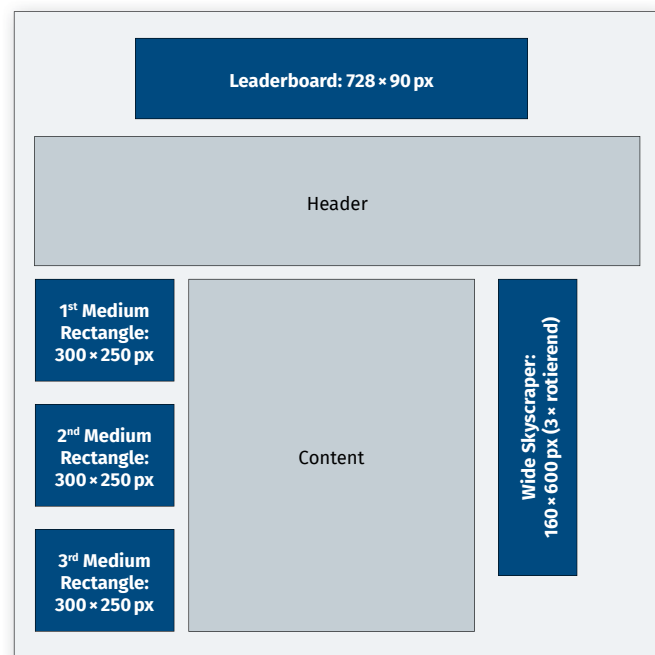 Leaderboard: 728 × 90 px
Header
1st Medium
Rectangle:
300 × 250 px
2nd Medium
Rectangle:
300 × 250 px
3rd Medium
Rectangle:
300 × 250 px
Content
Wide Skyscraper:
160 × 600 px (3 × rotierend)